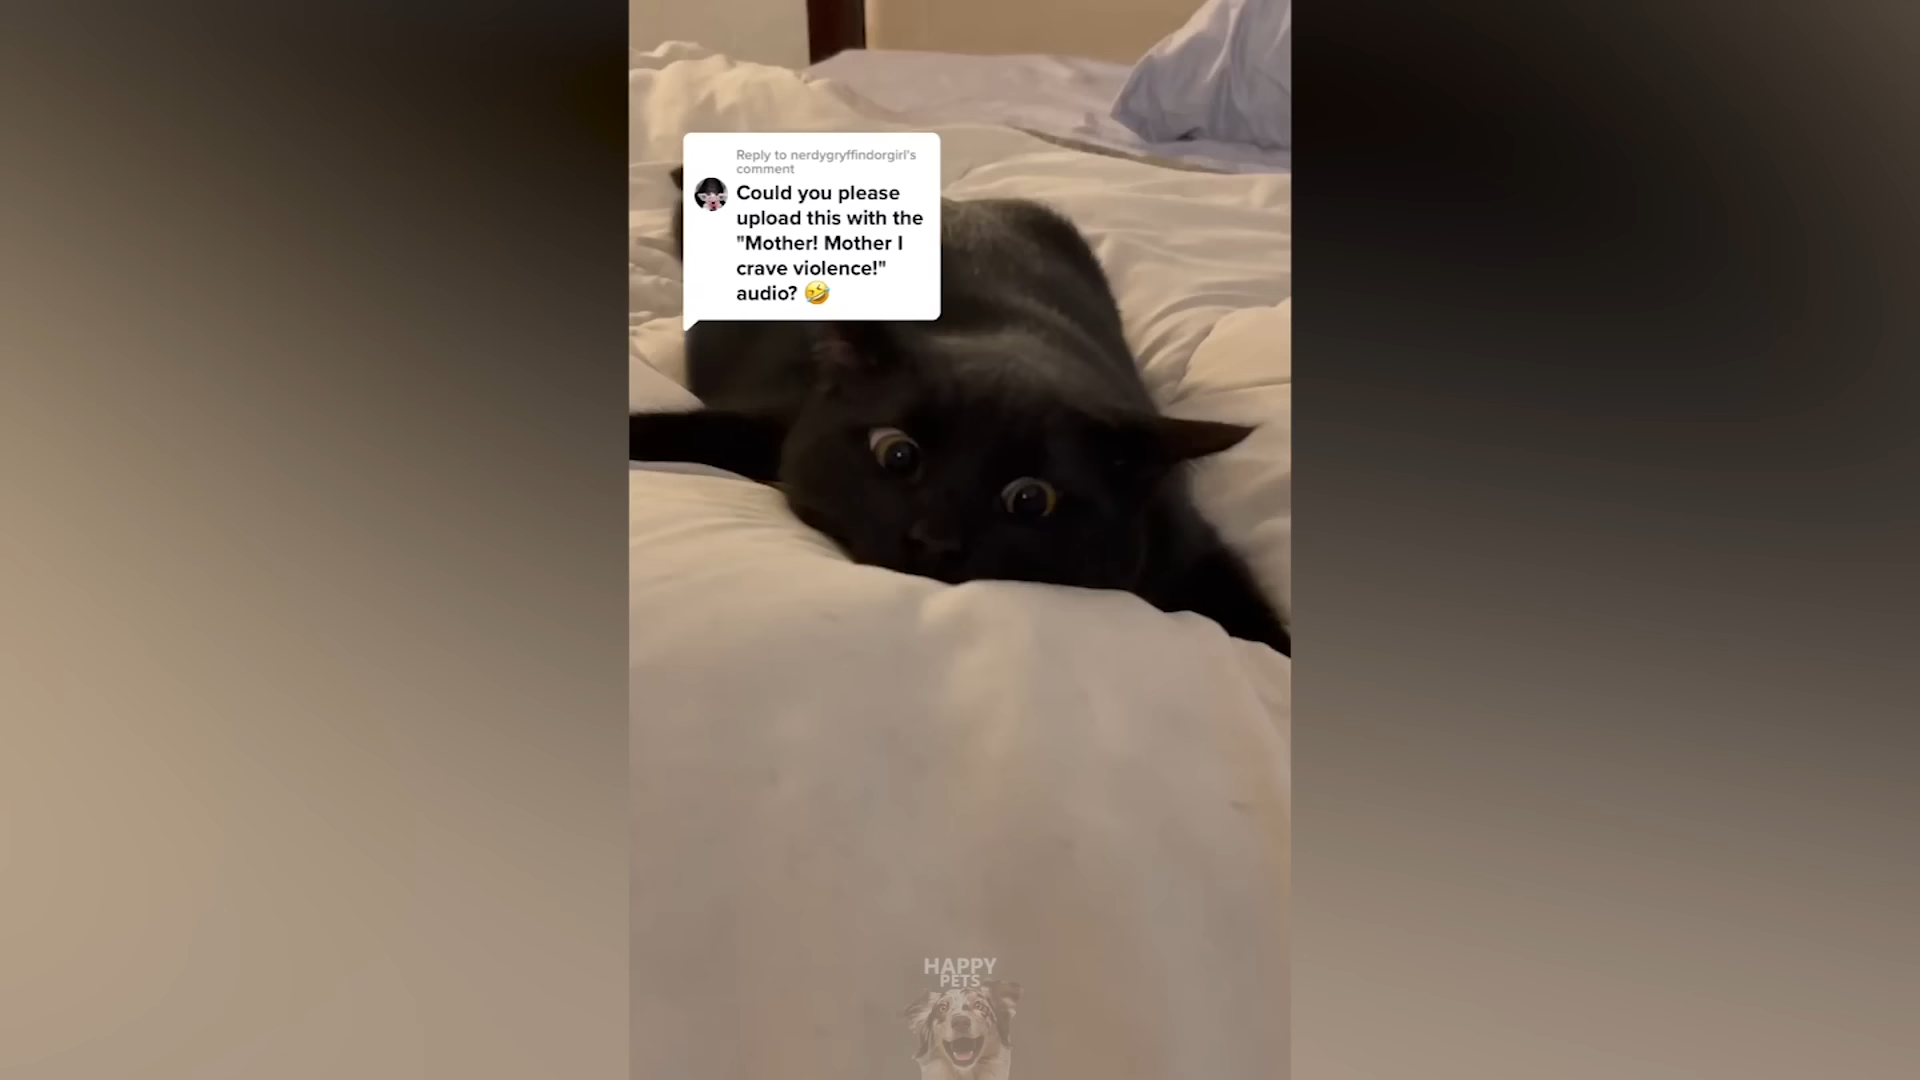 Reply to nerdygryffindorgirl's
comment
Could you please
upload this with the
"Mother! Mother I
crave violence!"
audio? 🤣
HAPPY
PETS